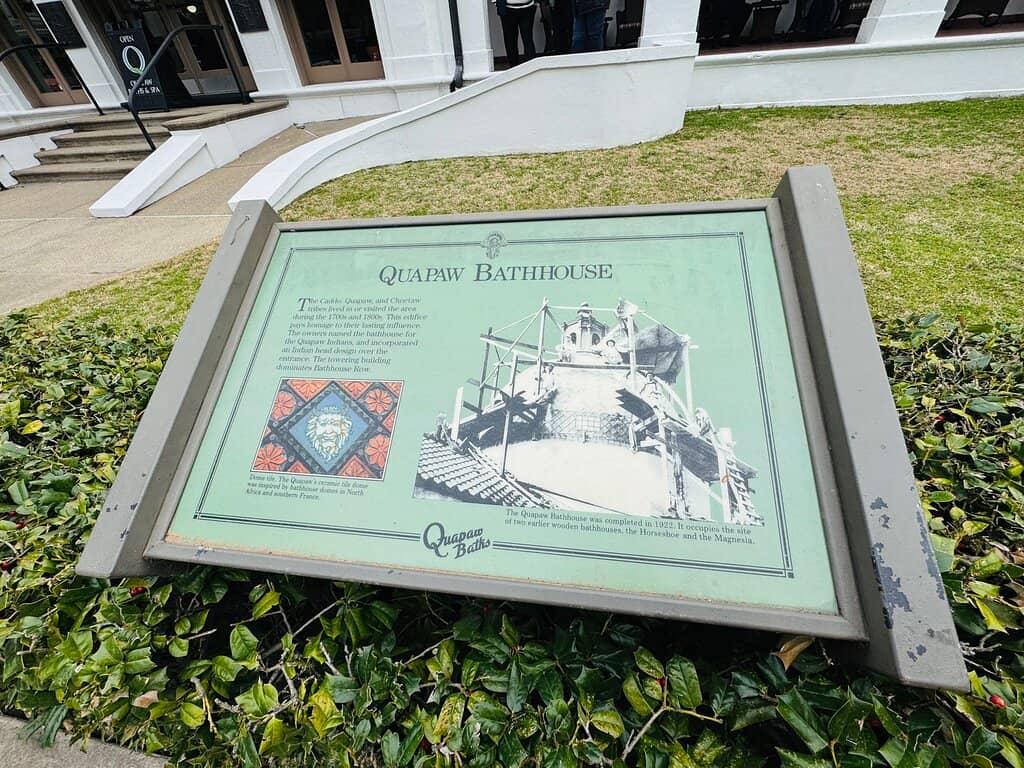 OPEN
Q
QUAPAW
BATHS & SPA
QUAPAW BATHHOUSE
The Caddo, Quapaw, and Choctaw
tribes lived in or visited the area
during the 1700s and 1800s. This edifice
pays homage to their lasting influence.
The owners named the bathhouse for
the Quapaw Indians, and incorporated
an Indian head design over the
entrance. The towering building
dominates Bathhouse Row.
Dome tile. The Quapaw's ceramic tile dome
was inspired by bathhouse domes in North
Africa and southern France.
The Quapaw Bathhouse was completed in 1922. It occupies the site
of two earlier wooden bathhouses, the Horseshoe and the Magnesia.
Quapaw
Baths